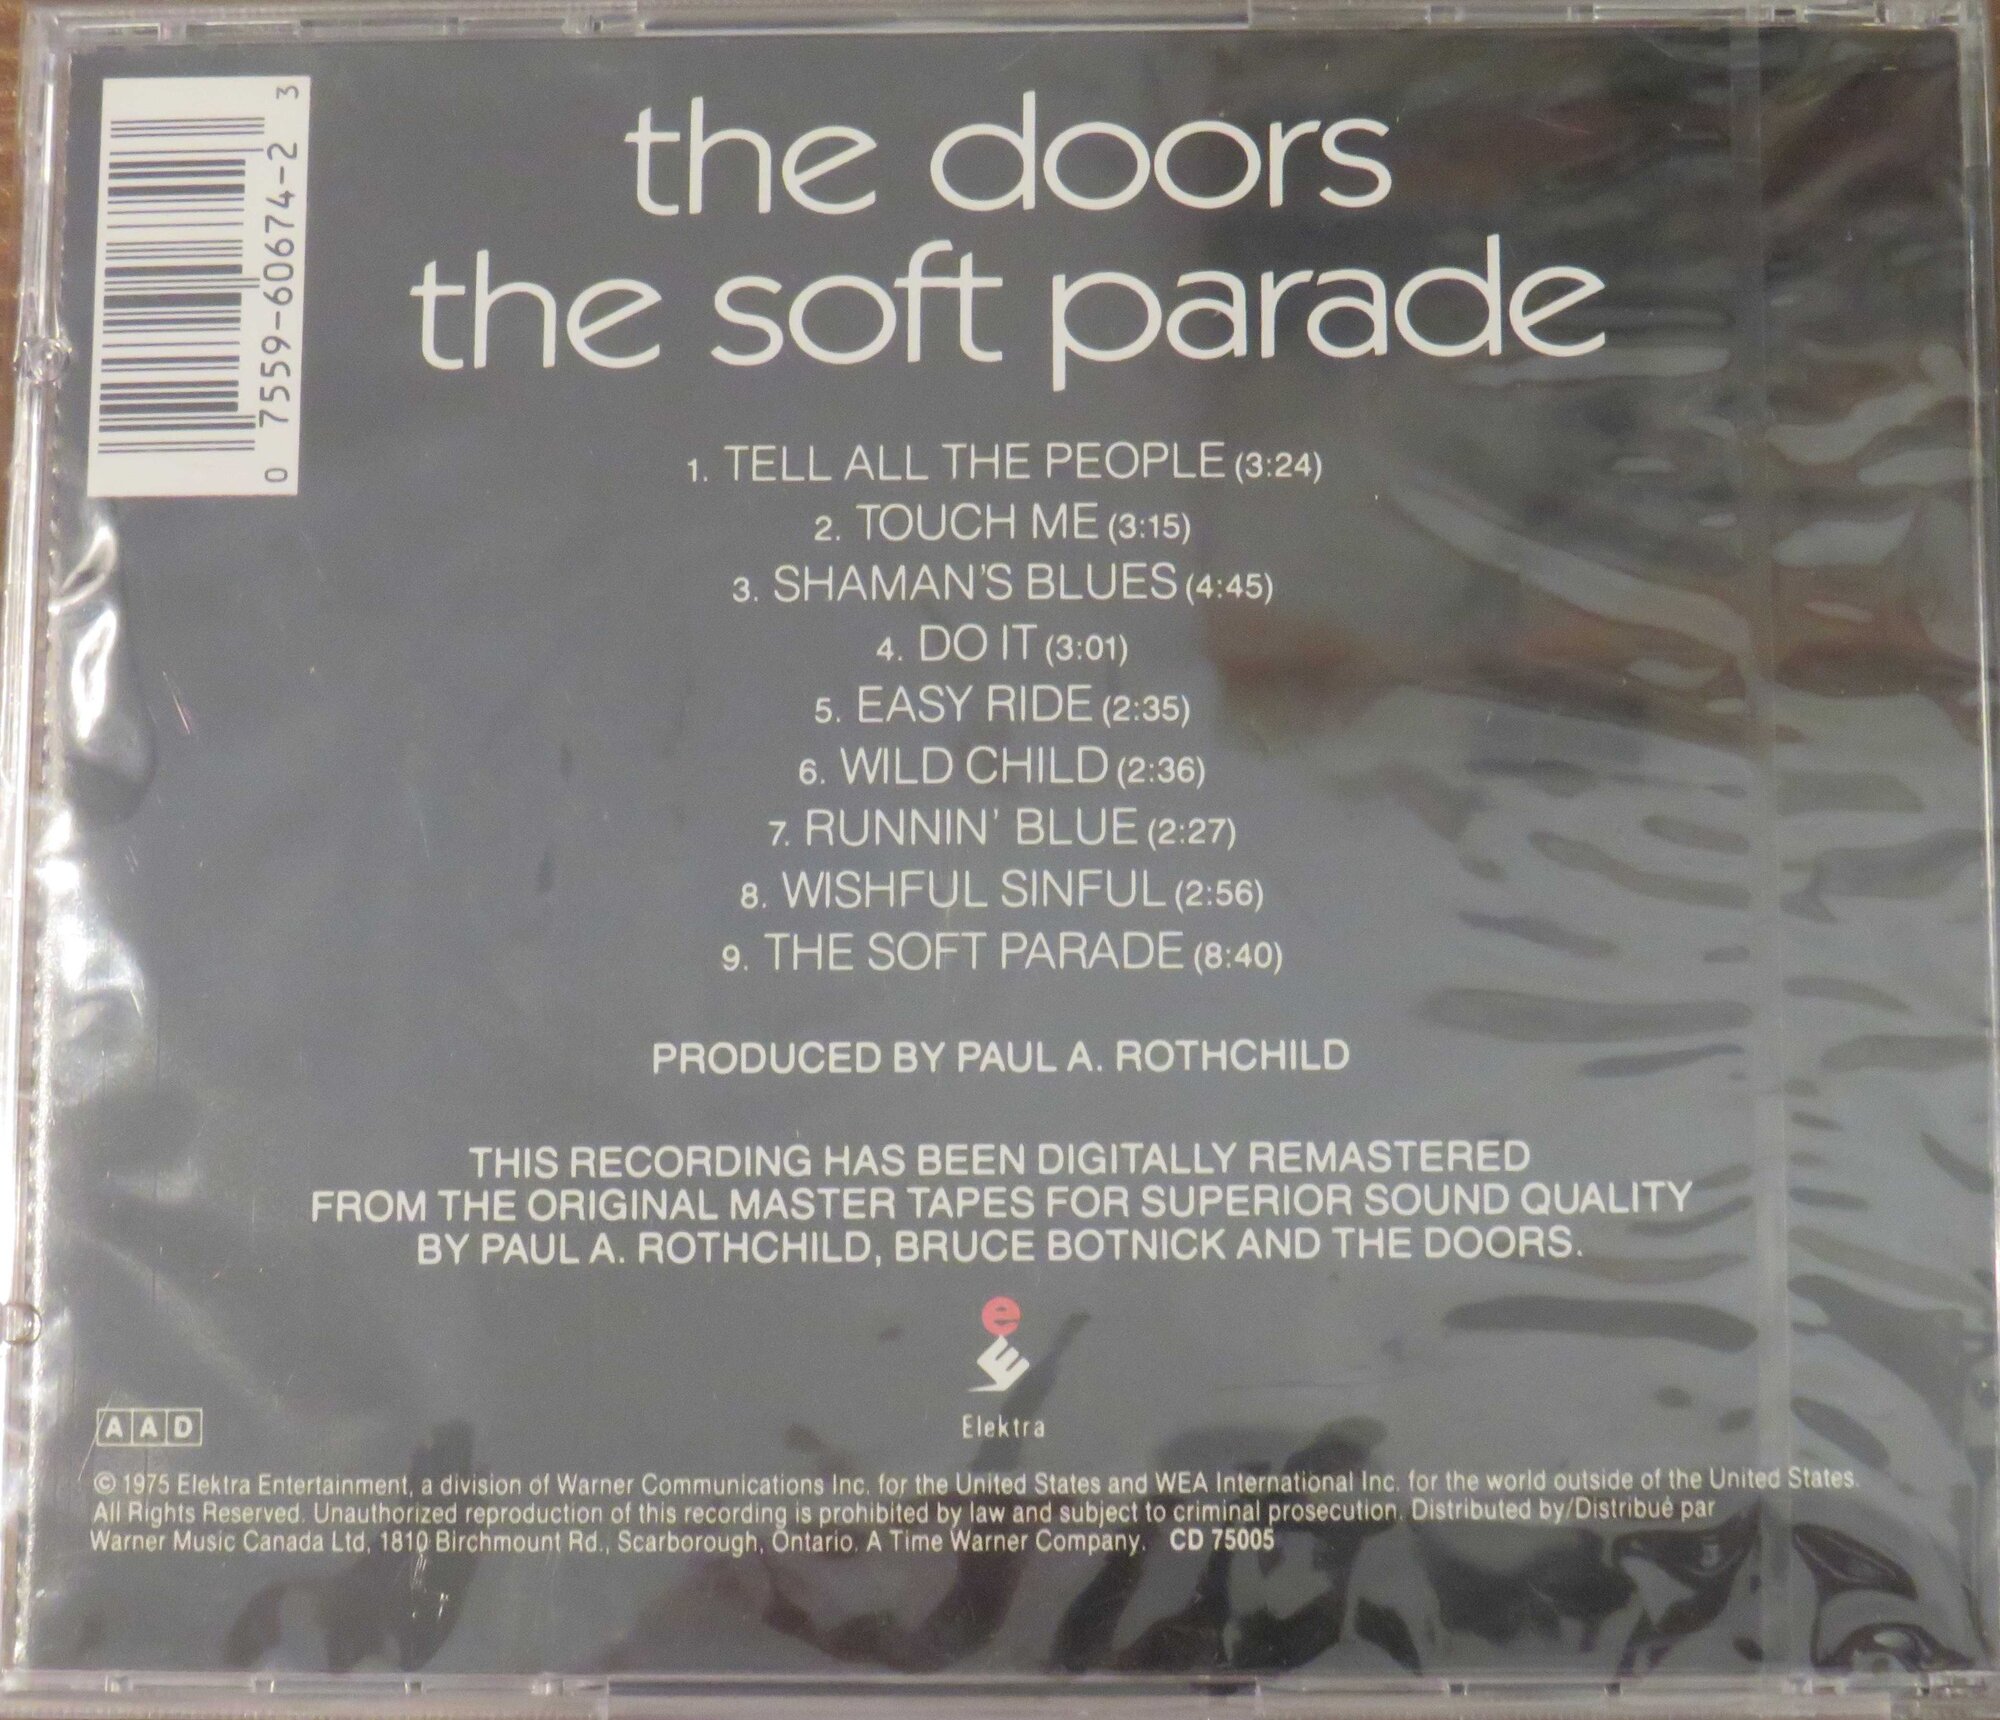 the doors
the soft parade
0 7559-60674-2 3
1. TELL ALL THE PEOPLE (3:24)
2. TOUCH ME (3:15)
3. SHAMAN'S BLUES (4:45)
4. DO IT (3:01)
5. EASY RIDE (2:35)
6. WILD CHILD (2:36)
7. RUNNIN' BLUE (2:27)
8. WISHFUL SINFUL (2:56)
9. THE SOFT PARADE (8:40)
PRODUCED BY PAUL A. ROTHCHILD
THIS RECORDING HAS BEEN DIGITALLY REMASTERED
FROM THE ORIGINAL MASTER TAPES FOR SUPERIOR SOUND QUALITY
BY PAUL A. ROTHCHILD, BRUCE BOTNICK AND THE DOORS.
e
Elektra
AAD
© 1975 Elektra Entertainment, a division of Warner Communications Inc. for the United States and WEA International Inc. for the world outside of the United States.
All Rights Reserved. Unauthorized reproduction of this recording is prohibited by law and subject to criminal prosecution. Distributed by/Distribué par
Warner Music Canada Ltd, 1810 Birchmount Rd., Scarborough, Ontario. A Time Warner Company. CD 75005